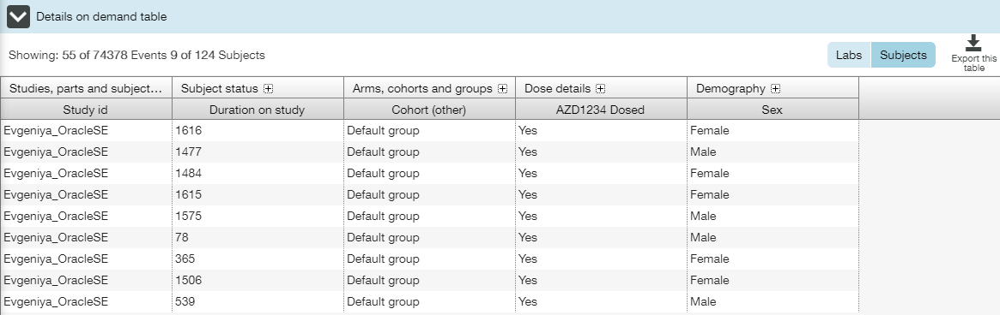 Details on demand table
Showing: 55 of 74378 Events 9 of 124 Subjects
Labs Subjects
Export this
table
Studies, parts and subject... Subject status Arms, cohorts and groups Dose details Demography
Study id Duration on study Cohort (other) AZD1234 Dosed Sex
Evgeniya_OracleSE 1616 Default group Yes Female
Evgeniya_OracleSE 1477 Default group Yes Male
Evgeniya_OracleSE 1484 Default group Yes Female
Evgeniya_OracleSE 1615 Default group Yes Female
Evgeniya_OracleSE 1575 Default group Yes Male
Evgeniya_OracleSE 78 Default group Yes Male
Evgeniya_OracleSE 365 Default group Yes Female
Evgeniya_OracleSE 1506 Default group Yes Female
Evgeniya_OracleSE 539 Default group Yes Male